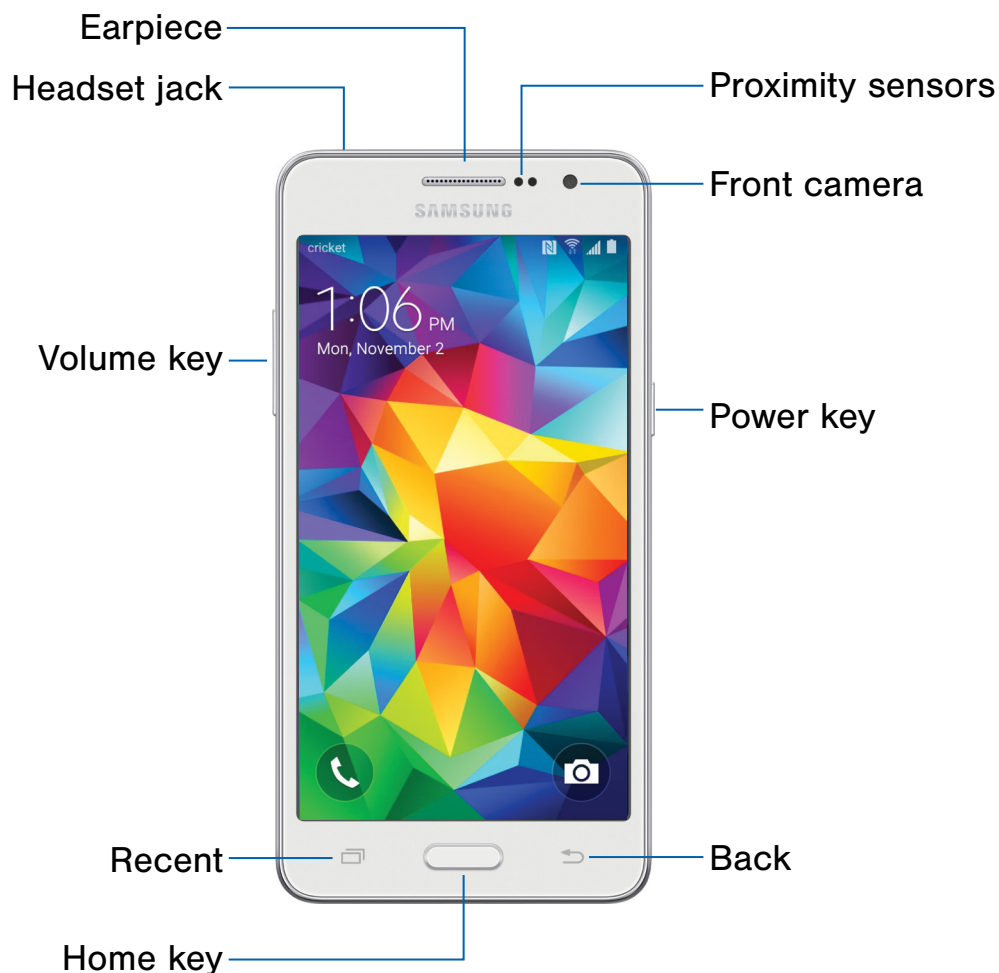 Earpiece
Headset jack
Proximity sensors
Front camera
SAMSUNG
cricket
1:06 PM
Mon, November 2
Volume key
Power key
Recent
Back
Home key